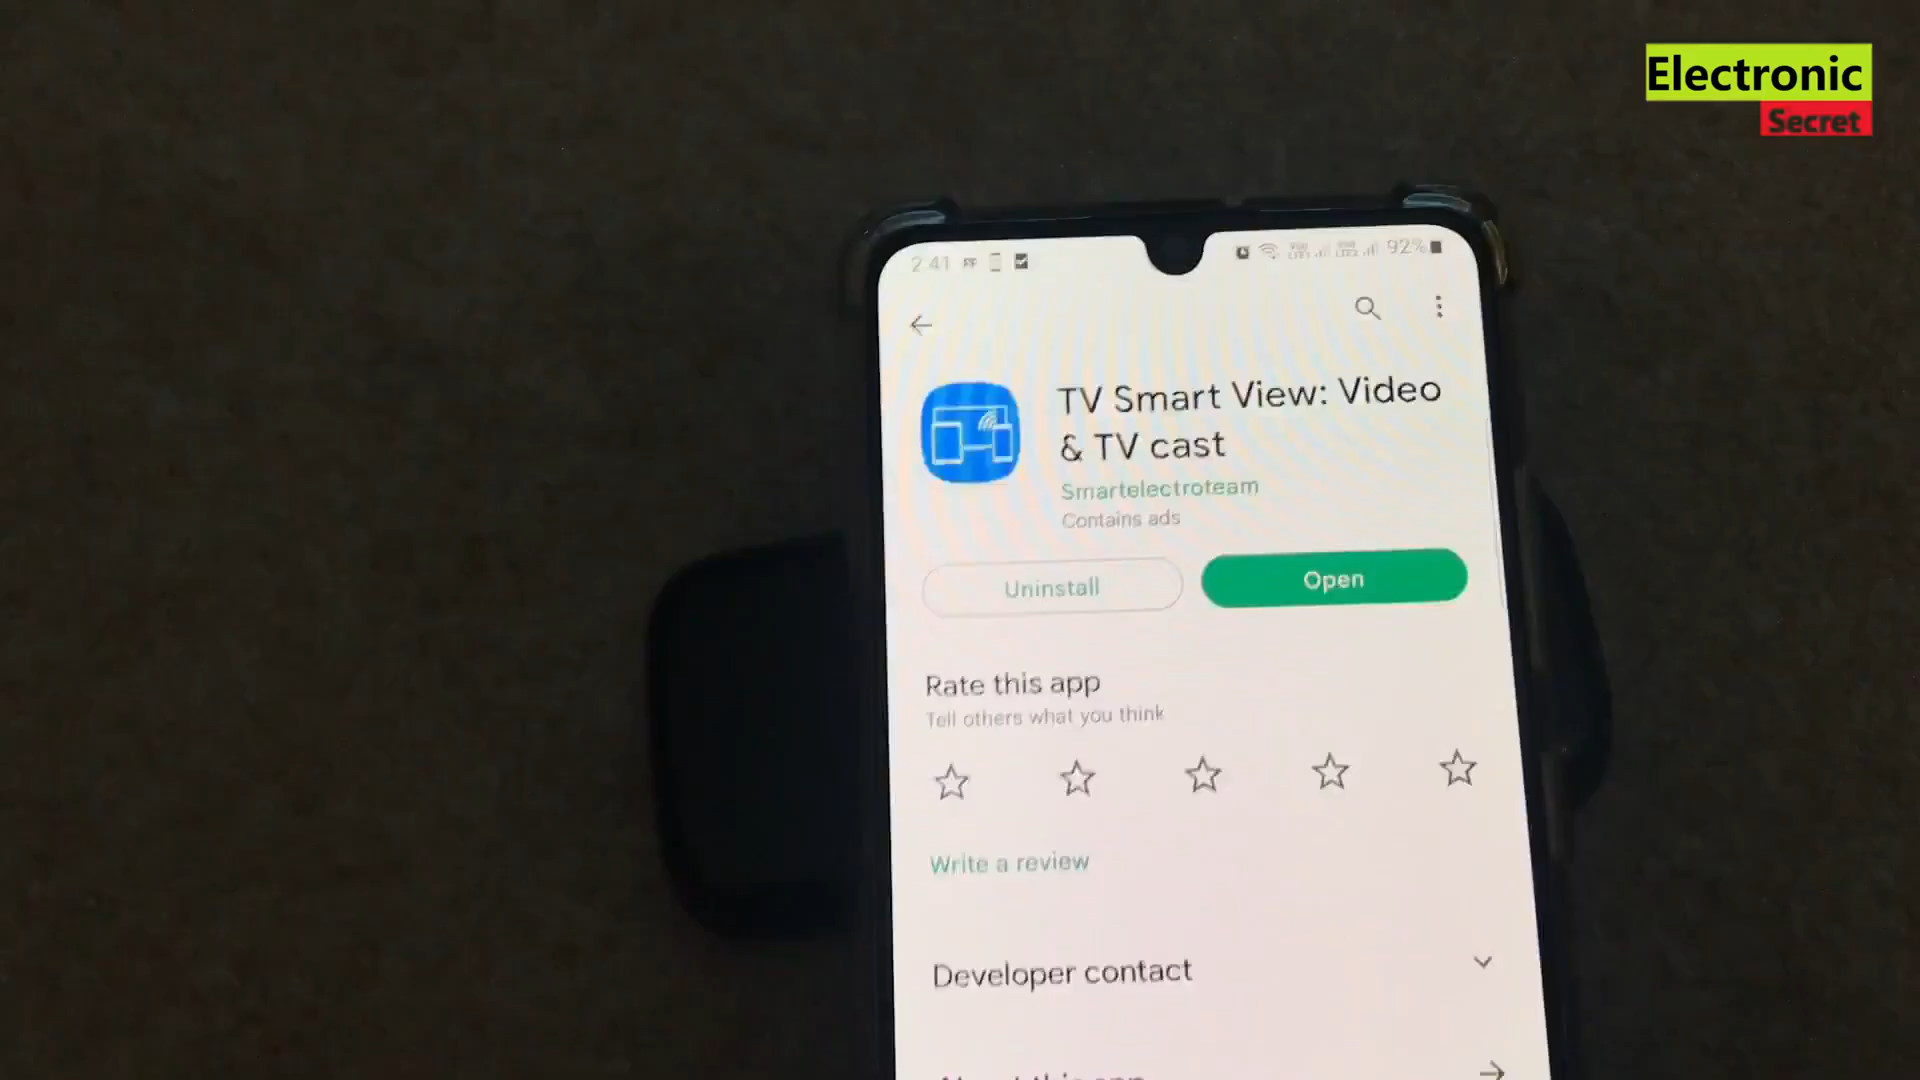 Electronic
Secret
2:41
92%
TV Smart View: Video
& TV cast
Smartelectroteam
Contains ads
Uninstall
Open
Rate this app
Tell others what you think
Write a review
Developer contact